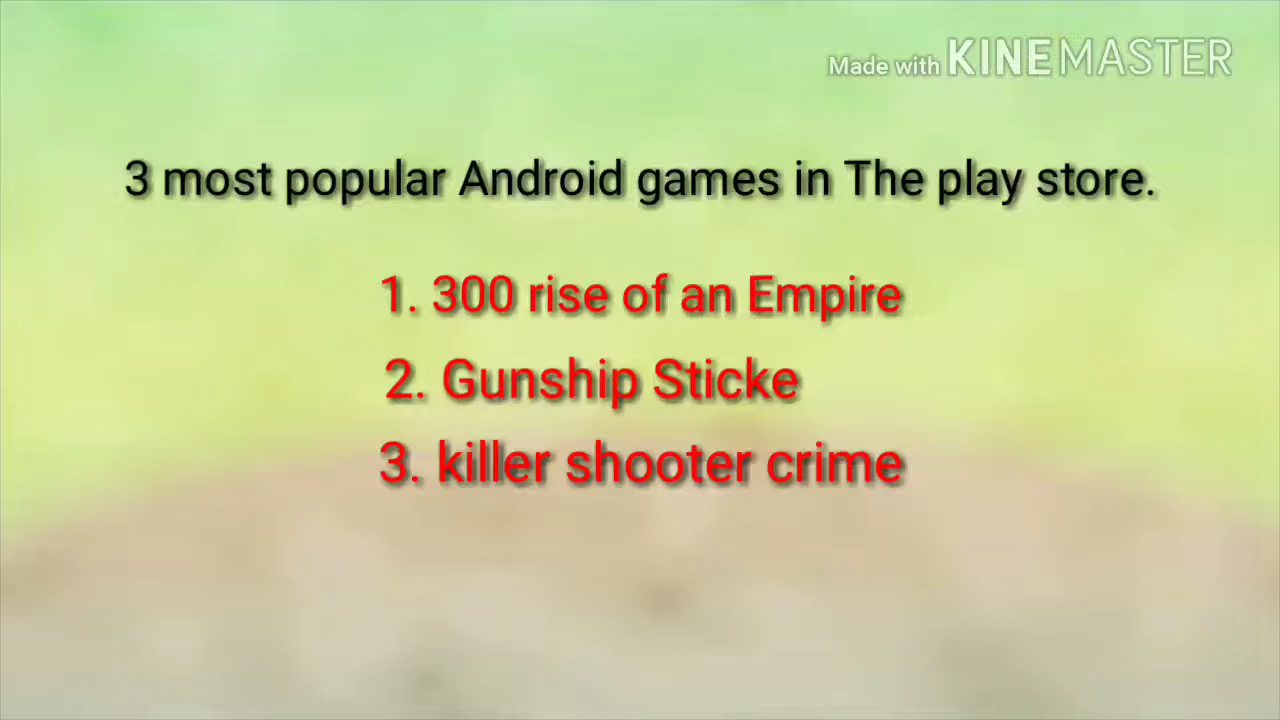 Made with KINEMASTER
3 most popular Android games in The play store.
1. 300 rise of an Empire
2. Gunship Sticke
3. killer shooter crime